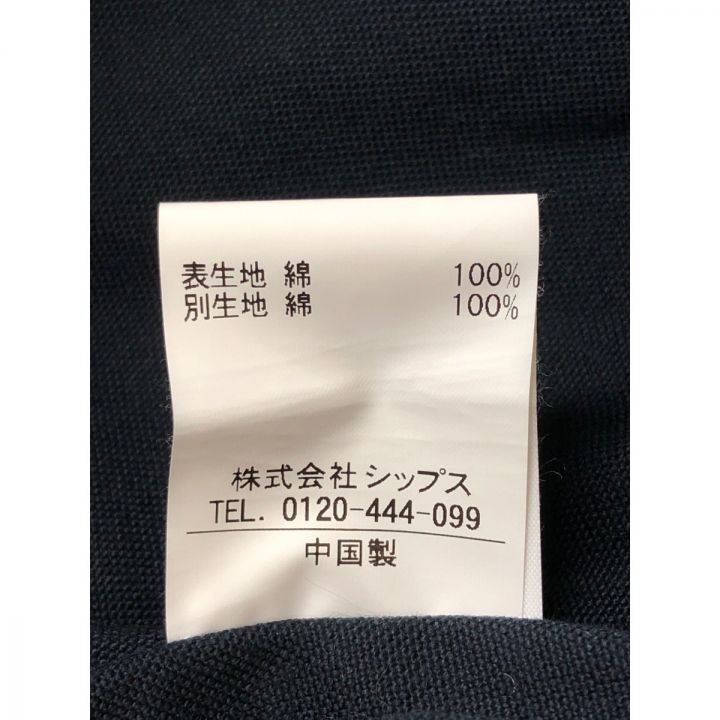 表生地 綿 100%
別生地 綿 100%
株式会社シップス
TEL. 0120-444-099
中国製